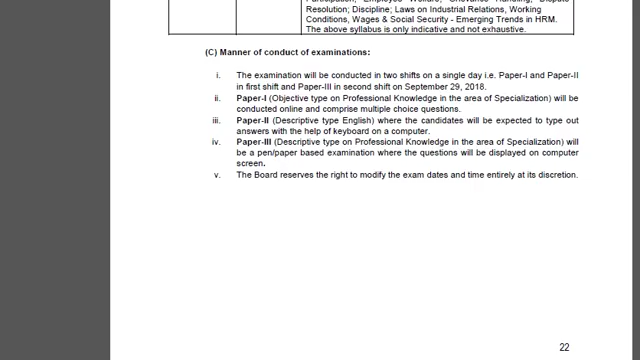 Participation, Employee Welfare, Grievance Handling, Dispute
Resolution; Discipline; Laws on Industrial Relations, Working
Conditions, Wages & Social Security - Emerging Trends in HRM.
The above syllabus is only indicative and not exhaustive.
(C) Manner of conduct of examinations:
i. The examination will be conducted in two shifts on a single day i.e. Paper-I and Paper-II
in first shift and Paper-III in second shift on September 29, 2018.
ii. Paper-I (Objective type on Professional Knowledge in the area of Specialization) will be
conducted online and comprise multiple choice questions.
iii. Paper-II (Descriptive type English) where the candidates will be expected to type out
answers with the help of keyboard on a computer.
iv. Paper-III (Descriptive type on Professional Knowledge in the area of Specialization) will
be a pen/paper based examination where the questions will be displayed on computer
screen.
v. The Board reserves the right to modify the exam dates and time entirely at its discretion.
22